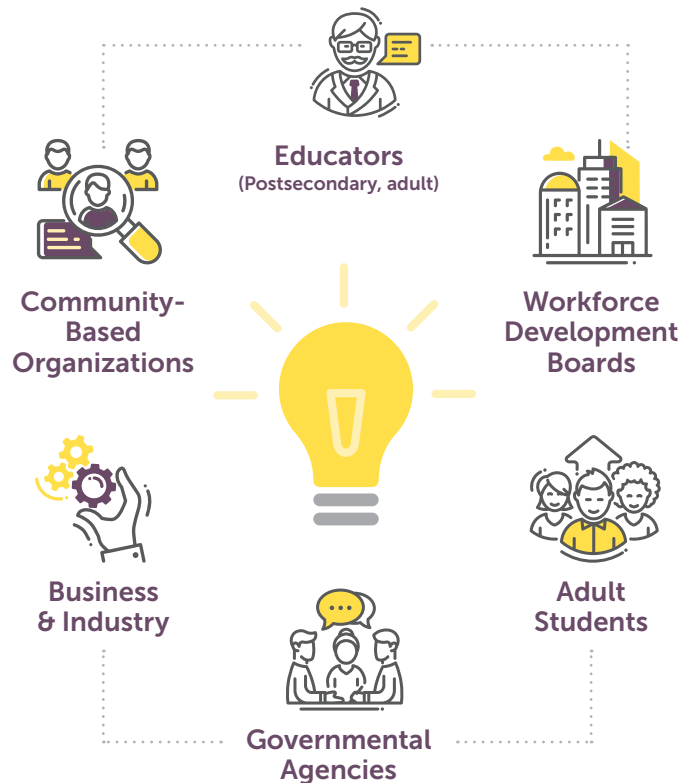 Educators
(Postsecondary, adult)
Community-
Based
Organizations
Workforce
Development
Boards
Business
& Industry
Adult
Students
Governmental
Agencies